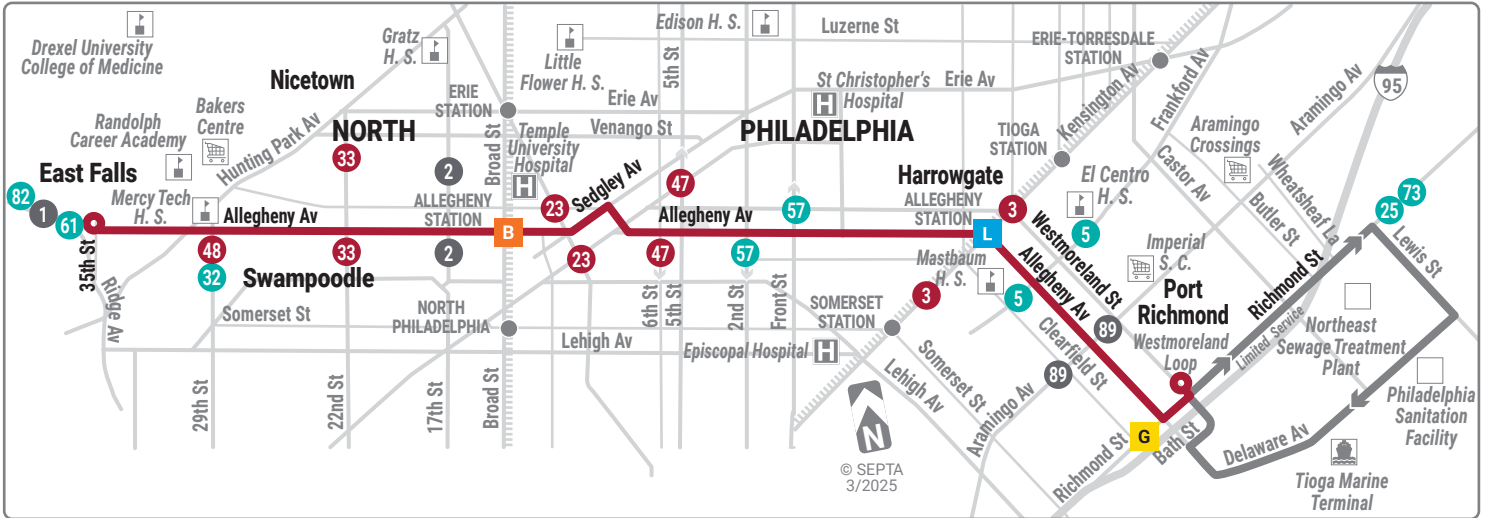 Drexel University
College of Medicine
Gratz
H. S.
Nicetown
Little
Flower H. S.
Edison H. S.
5th St
Luzerne St
ERIE-TORRESDALE
STATION
Erie Av
St Christopher's
Hospital
H
Kensington Av
Frankford Av
Aramingo Av
95
Bakers
Centre
Randolph
Career Academy
Hunting Park Av
ERIE
STATION
Erie Av
NORTH
PHILADELPHIA
Venango St
Broad St
Temple
University
Hospital
H
TIOGA
STATION
Aramingo
Crossings
Castor Av
Wheatsheaf La
Butler St
East Falls
82
1
61
Mercy Tech
H. S.
33
2
ALLEGHENY
STATION
B
23
Sedgley Av
47
57
Harrowgate
ALLEGHENY
STATION
L
3
El Centro
H. S.
5
73
25
Lewis St
Allegheny Av
Allegheny Av
35th St
Ridge Av
48
32
33
Swampoodle
2
23
47
57
Mastbaum
H. S.
5
3
Westmoreland St
Allegheny Av
Imperial
S. C.
Port
Richmond
Westmoreland
Loop
Richmond St
Limited Service
Northeast
Sewage Treatment
Plant
Somerset St
NORTH
PHILADELPHIA
Lehigh Av
6th St
5th St
2nd St
Front St
SOMERSET
STATION
Episcopal Hospital
H
89
Clearfield St
89
Somerset St
Lehigh Av
Aramingo Av
29th St
22nd St
17th St
Broad St
N
© SEPTA
3/2025
G
Richmond St
Bath St
Delaware Av
Philadelphia
Sanitation
Facility
Tioga Marine
Terminal